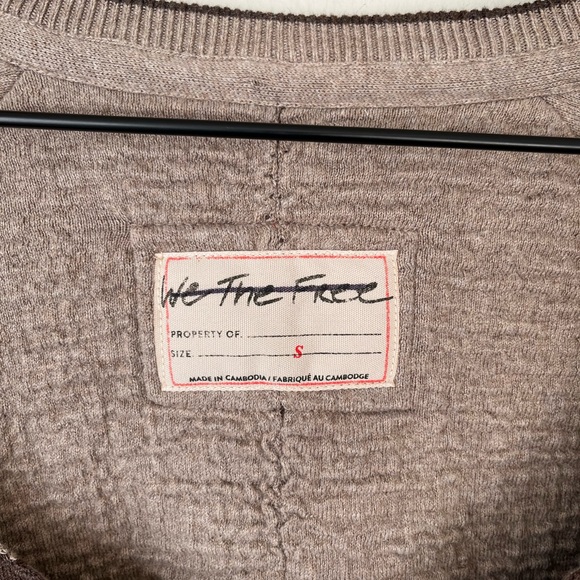 We The Free
PROPERTY OF.
SIZE. S
MADE IN CAMBODIA / FABRIQUÉ AU CAMBODGE